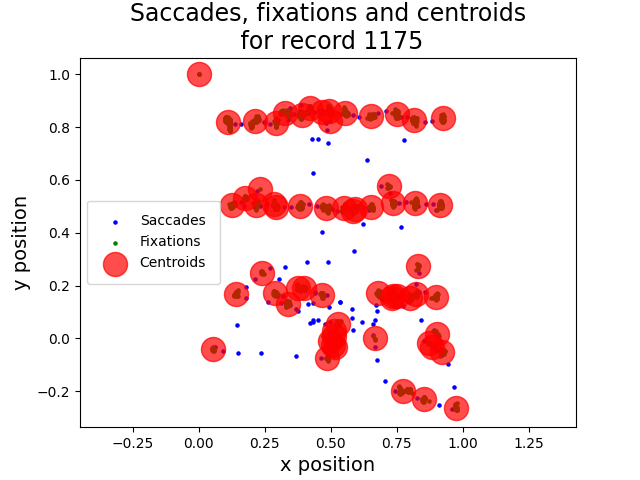 Saccades, fixations and centroids
for record 1175
1.0
0.8
0.6
0.4
0.2
0.0
−0.2
y position
Saccades
Fixations
Centroids
−0.25 0.00 0.25 0.50 0.75 1.00 1.25
x position